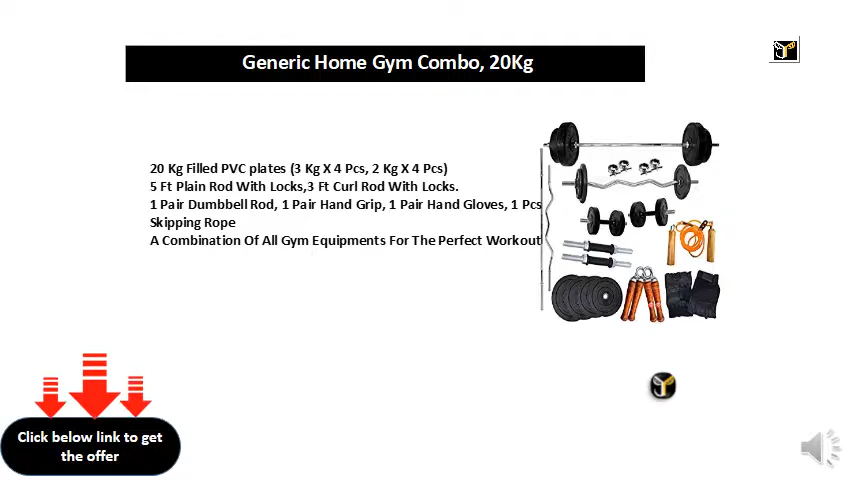 Generic Home Gym Combo, 20Kg
20 Kg Filled PVC plates (3 Kg X 4 Pcs, 2 Kg X 4 Pcs)
5 Ft Plain Rod With Locks,3 Ft Curl Rod With Locks.
1 Pair Dumbbell Rod, 1 Pair Hand Grip, 1 Pair Hand Gloves, 1 Pcs
Skipping Rope
A Combination Of All Gym Equipments For The Perfect Workout
Click below link to get
the offer